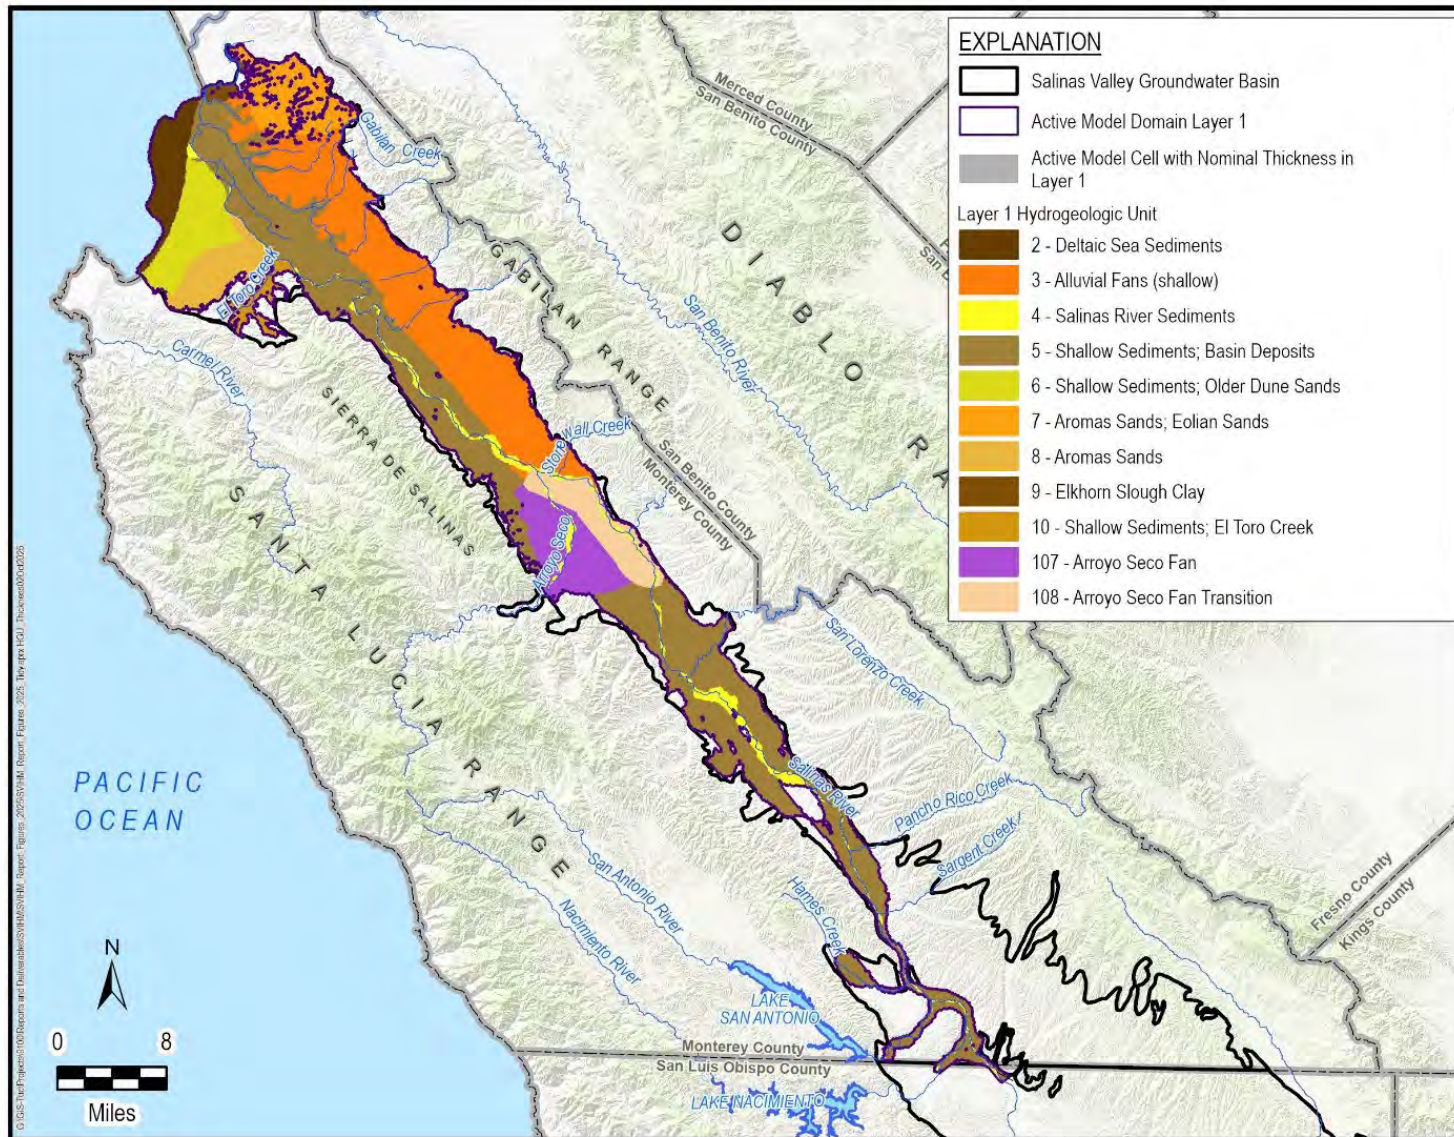 EXPLANATION
Salinas Valley Groundwater Basin
Active Model Domain Layer 1
Active Model Cell with Nominal Thickness in
Layer 1
Layer 1 Hydrogeologic Unit
2 - Deltaic Sea Sediments
3 - Alluvial Fans (shallow)
4 - Salinas River Sediments
5 - Shallow Sediments; Basin Deposits
6 - Shallow Sediments; Older Dune Sands
7 - Aromas Sands; Eolian Sands
8 - Aromas Sands
9 - Elkhorn Slough Clay
10 - Shallow Sediments; El Toro Creek
107 - Arroyo Seco Fan
108 - Arroyo Seco Fan Transition
Merced County
San Benito County
Gabilan Creek
DIABLO
GABILAN RANGE
San Benito River
El Toro Creek
Carmel River
SIERRA DE SALINAS
Stone Wall Creek
San Benito County
Monterey County
SANTA LUCIA RANGE
Arroyo Seco
San Lorenzo Creek
PACIFIC
OCEAN
Salinas River
Pancho Rico Creek
Sargent Creek
San Antonio River
Nacimiento River
Hames Creek
Fresno County
Kings County
N
LAKE
SAN ANTONIO
0 8
Miles
Monterey County
San Luis Obispo County
LAKE NACIMIENTO